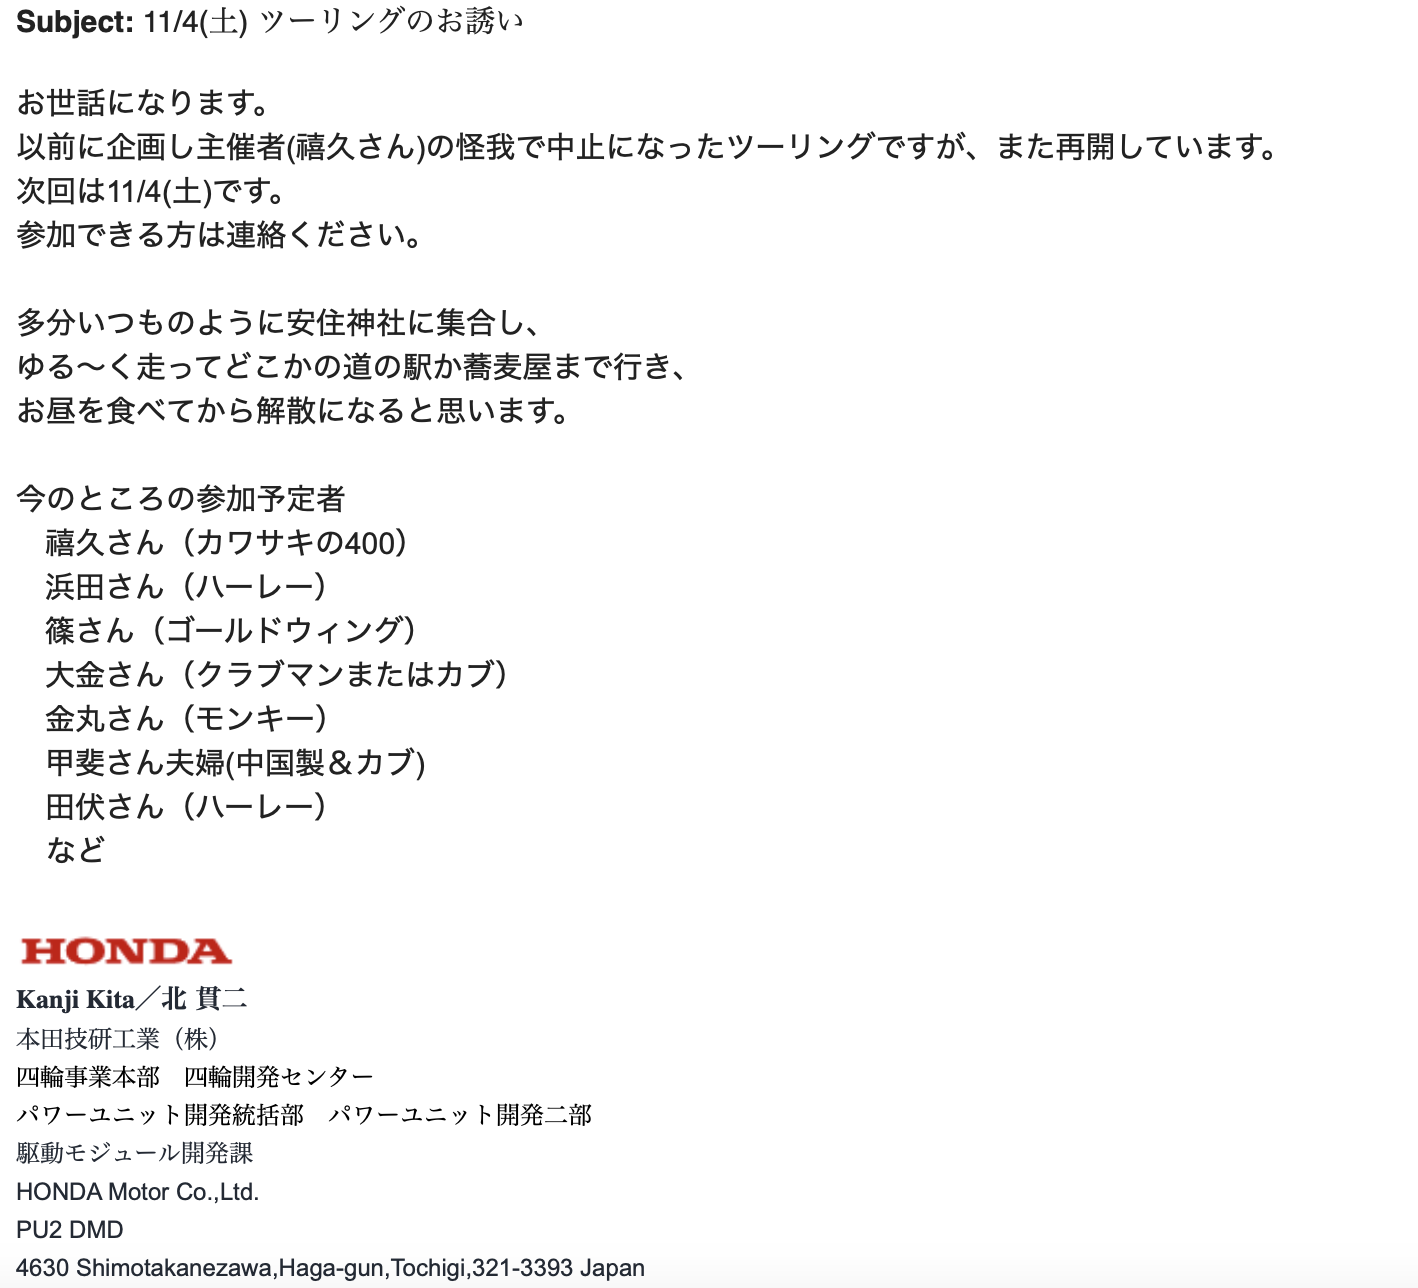 Subject: 11/4(土) ツーリングのお誘い
お世話になります。
以前に企画し主催者(禧久さん)の怪我で中止になったツーリングですが、また再開しています。
次回は11/4(土)です。
参加できる方は連絡ください。
多分いつものように安住神社に集合し、
ゆる〜く走ってどこかの道の駅か蕎麦屋まで行き、
お昼を食べてから解散になると思います。
今のところの参加予定者
　禧久さん（カワサキの400）
　浜田さん（ハーレー）
　篠さん（ゴールドウィング）
　大金さん（クラブマンまたはカブ）
　金丸さん（モンキー）
　甲斐さん夫婦(中国製＆カブ)
　田伏さん（ハーレー）
　など
HONDA
Kanji Kita／北 貫二
本田技研工業（株）
四輪事業本部　四輪開発センター
パワーユニット開発統括部　パワーユニット開発二部
駆動モジュール開発課
HONDA Motor Co.,Ltd.
PU2 DMD
4630 Shimotakanezawa,Haga-gun,Tochigi,321-3393 Japan